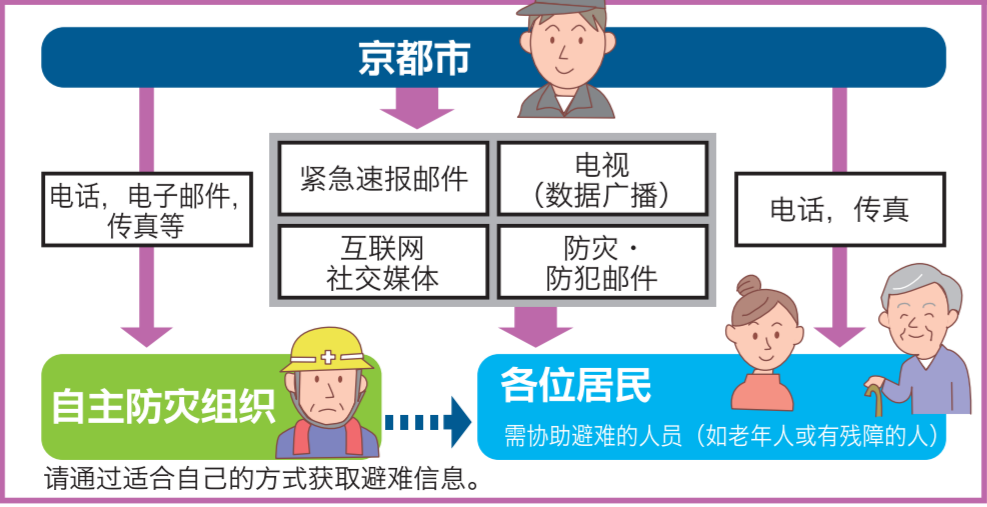 京都市
电话，电子邮件，
传真等
紧急速报邮件
电视
（数据广播）
互联网
社交媒体
防灾・
防犯邮件
电话，传真
自主防灾组织
各位居民
需协助避难的人员（如老年人或有残障的人）
请通过适合自己的方式获取避难信息。